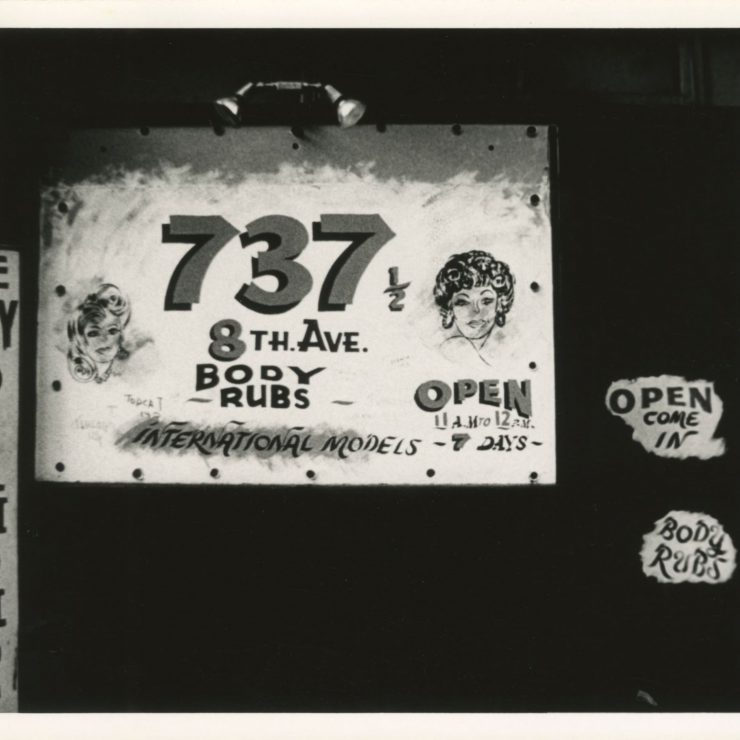 737 1/2
8TH. AVE.
BODY
RUBS
INTERNATIONAL MODELS
OPEN
11 A.M TO 12 P.M.
- 7 DAYS -
OPEN
COME
IN
BODY
RUBS